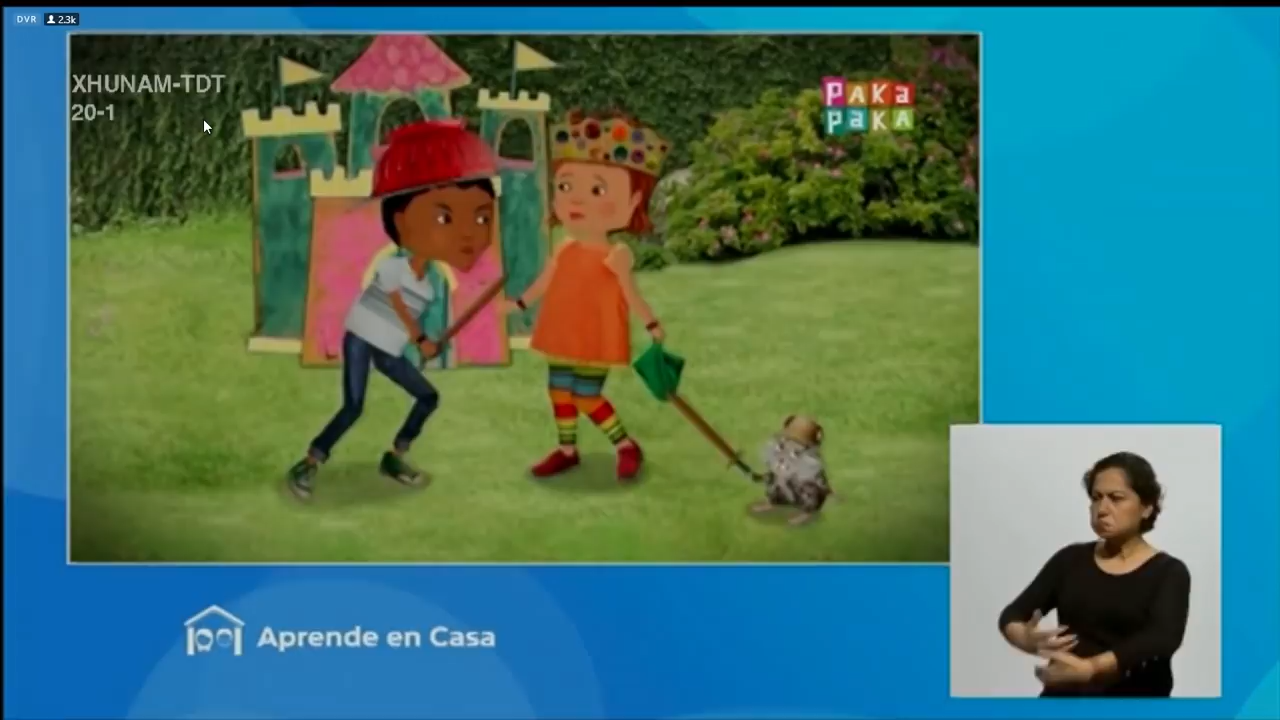 DVR 2.3k
XHUNAM-TDT
20-1
PaKa
PaKa
Aprende en Casa